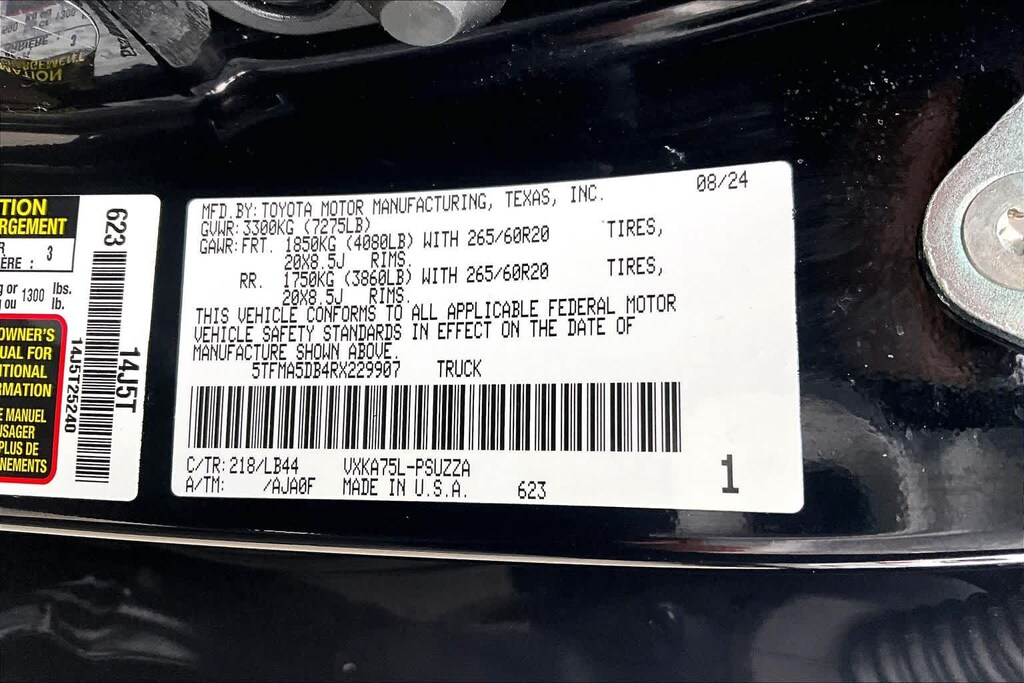 TION
RGEMENT
R
ÈRE : 3
g or 1300 lbs.
g ou lb.
OWNER'S
UAL FOR
ITIONAL
RMATION
E MANUEL
USAGER
PLUS DE
NEMENTS
623
14J5T25240
14J5T
MFD.BY:TOYOTA MOTOR MANUFACTURING, TEXAS, INC. 08/24
GVWR:3300KG (7275LB)
GAWR:FRT. 1850KG (4080LB) WITH 265/60R20 TIRES,
20X8.5J RIMS.
RR. 1750KG (3860LB) WITH 265/60R20 TIRES,
20X8.5J RIMS.
THIS VEHICLE CONFORMS TO ALL APPLICABLE FEDERAL MOTOR
VEHICLE SAFETY STANDARDS IN EFFECT ON THE DATE OF
MANUFACTURE SHOWN ABOVE.
5TFMA5DB4RX229907 TRUCK
C/TR:218/LB44 VXKA75L-PSUZZA
A/TM: /AJA0F MADE IN U.S.A. 623
1